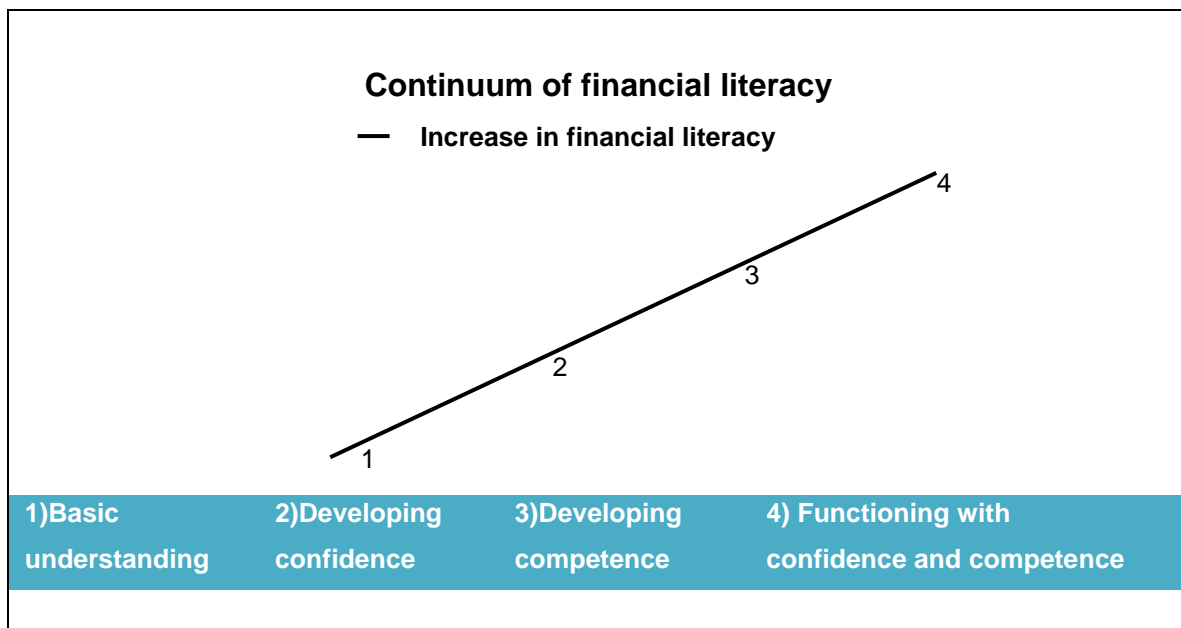 Continuum of financial literacy
Increase in financial literacy
4
3
2
1
1)Basic understanding
2)Developing confidence
3)Developing competence
4) Functioning with confidence and competence